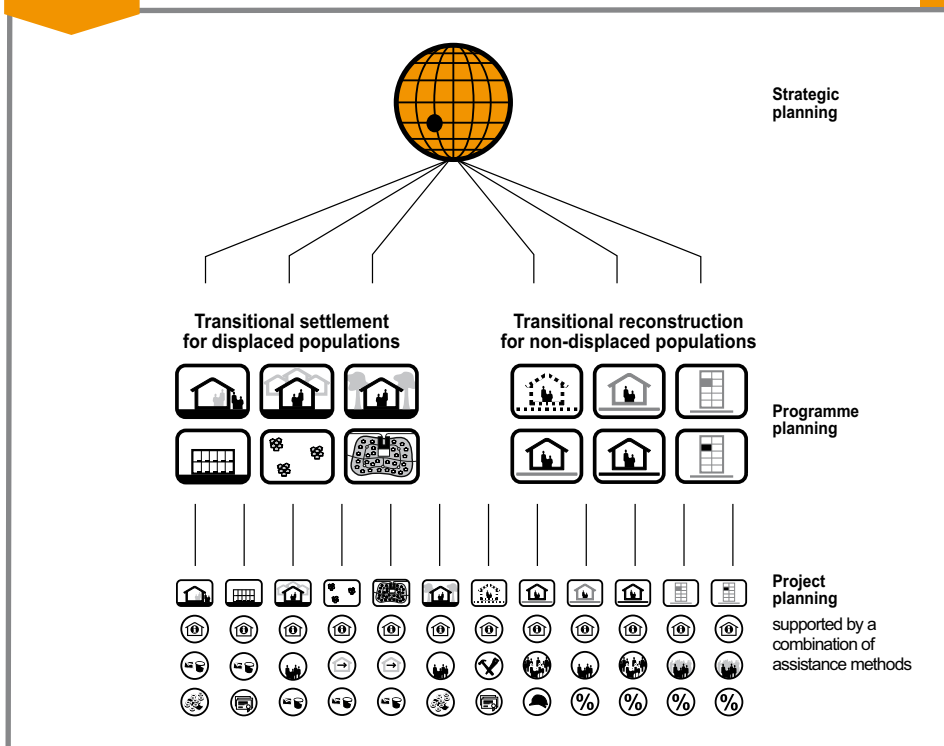 Strategic
planning
Transitional settlement
for displaced populations
Transitional reconstruction
for non-displaced populations
Programme
planning
Project
planning
supported by a
combination of
assistance methods
% % % %